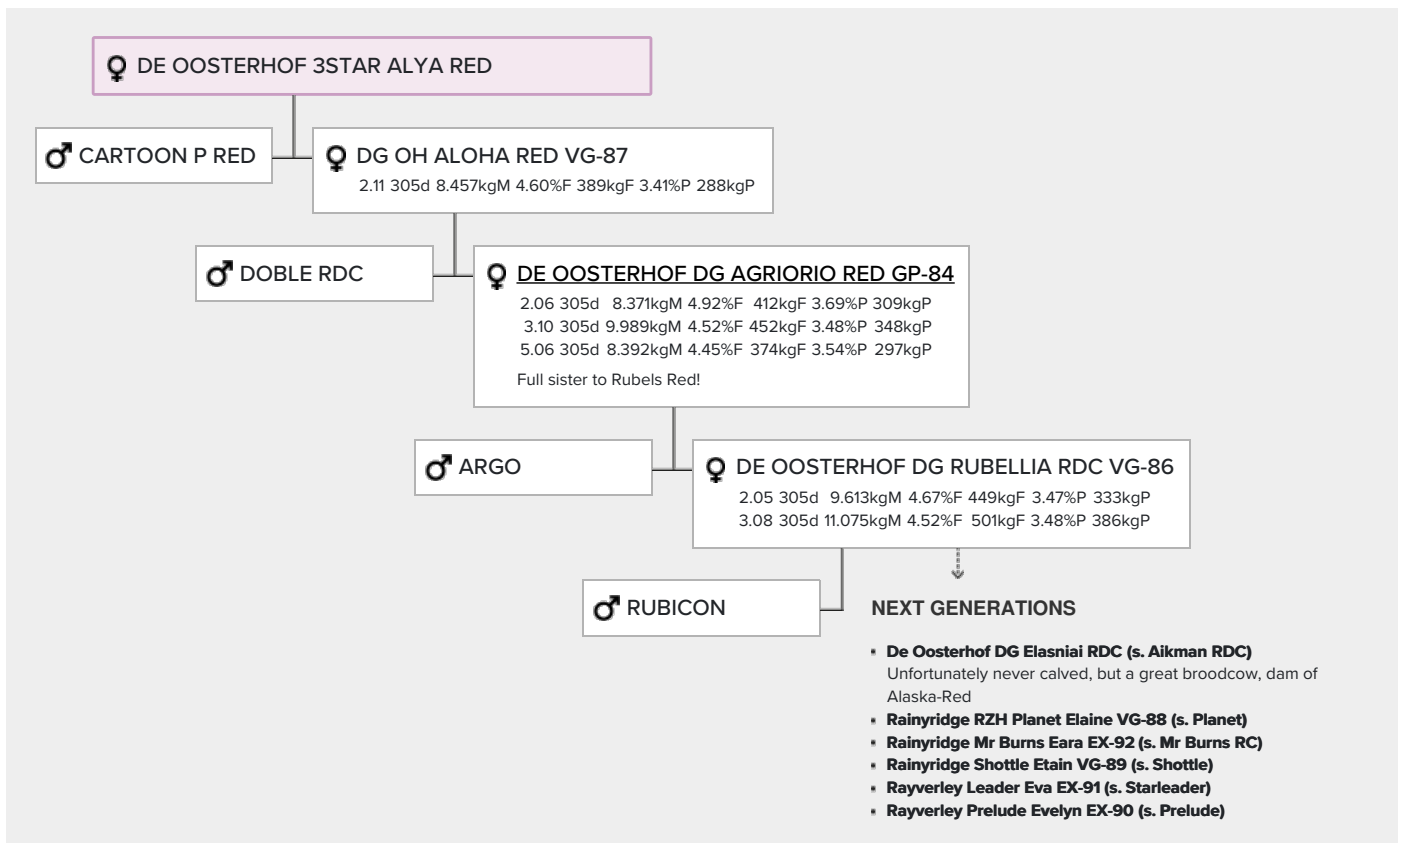 DE OOSTERHOF 3STAR ALYA RED
CARTOON P RED
DG OH ALOHA RED VG-87
2.11 305d 8.457kgM 4.60%F 389kgF 3.41%P 288kgP
DOBLE RDC
DE OOSTERHOF DG AGRIORIO RED GP-84
2.06 305d 8.371kgM 4.92%F 412kgF 3.69%P 309kgP
3.10 305d 9.989kgM 4.52%F 452kgF 3.48%P 348kgP
5.06 305d 8.392kgM 4.45%F 374kgF 3.54%P 297kgP
Full sister to Rubels Red!
ARGO
DE OOSTERHOF DG RUBELLIA RDC VG-86
2.05 305d 9.613kgM 4.67%F 449kgF 3.47%P 333kgP
3.08 305d 11.075kgM 4.52%F 501kgF 3.48%P 386kgP
RUBICON
NEXT GENERATIONS
De Oosterhof DG Elasniai RDC (s. Aikman RDC)
Unfortunately never calved, but a great broodcow, dam of
Alaska-Red
Rainyridge RZH Planet Elaine VG-88 (s. Planet)
Rainyridge Mr Burns Eara EX-92 (s. Mr Burns RC)
Rainyridge Shottle Etain VG-89 (s. Shottle)
Rayverley Leader Eva EX-91 (s. Starleader)
Rayverley Prelude Evelyn EX-90 (s. Prelude)